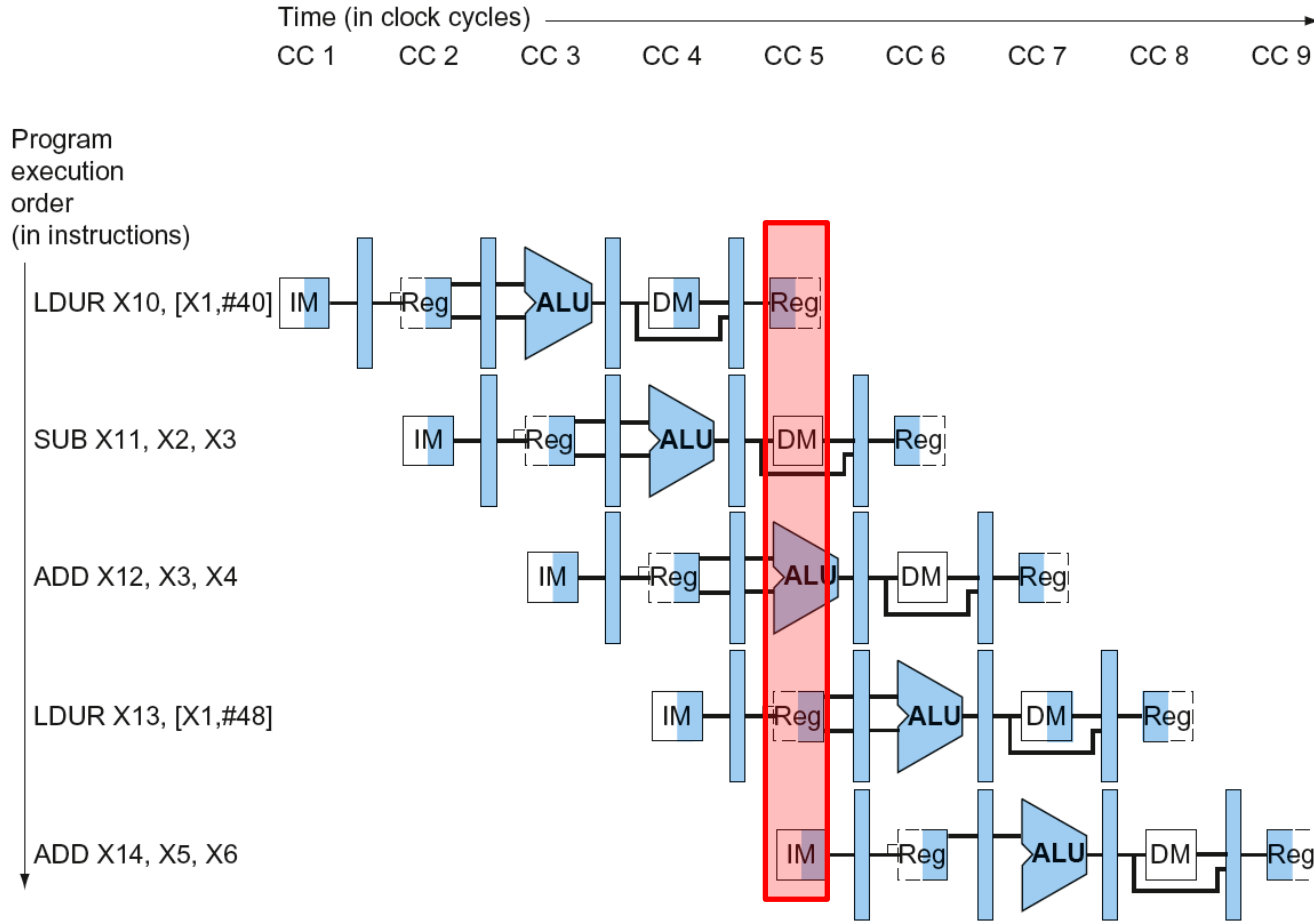 Time (in clock cycles)
CC 1 CC 2 CC 3 CC 4 CC 5 CC 6 CC 7 CC 8 CC 9
Program
execution
order
(in instructions)
LDUR X10, [X1,#40] IM Reg ALU DM Reg
SUB X11, X2, X3 IM Reg ALU DM Reg
ADD X12, X3, X4 IM Reg ALU DM Reg
LDUR X13, [X1,#48] IM Reg ALU DM Reg
ADD X14, X5, X6 IM Reg ALU DM Reg